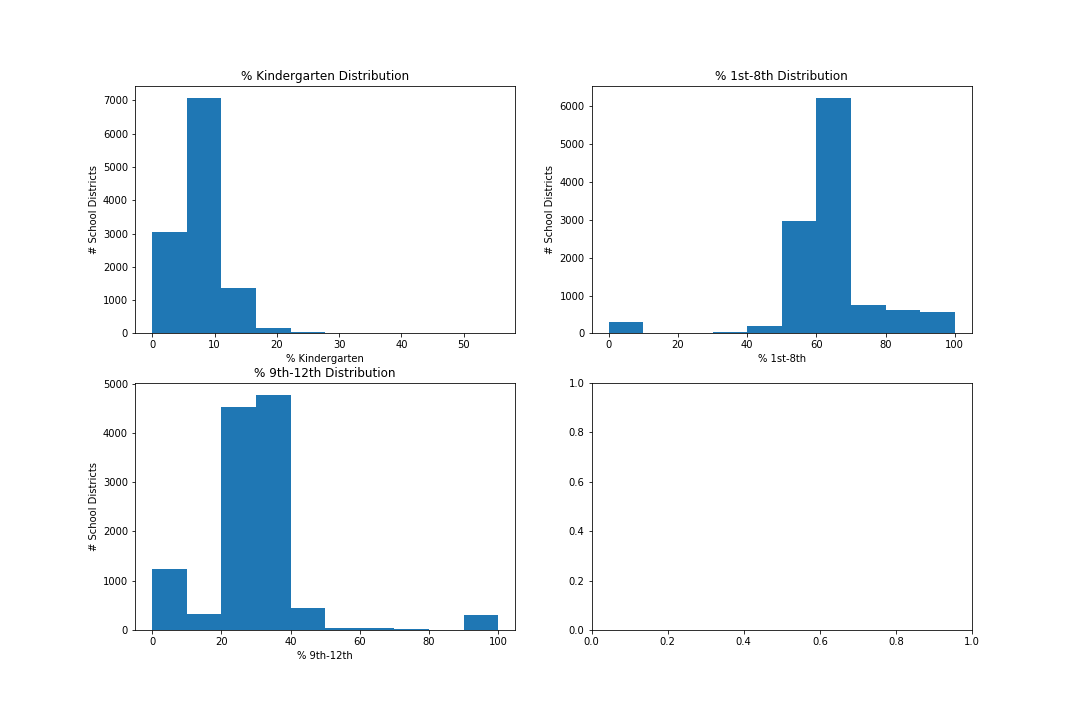 % Kindergarten Distribution
7000
6000
5000
4000
3000
2000
1000
0
# School Districts
0 10 20 30 40 50
% Kindergarten
% 1st-8th Distribution
6000
5000
4000
3000
2000
1000
0
# School Districts
0 20 40 60 80 100
% 1st-8th
% 9th-12th Distribution
5000
4000
3000
2000
1000
0
# School Districts
0 20 40 60 80 100
% 9th-12th
1.0
0.8
0.6
0.4
0.2
0.0
0.0 0.2 0.4 0.6 0.8 1.0